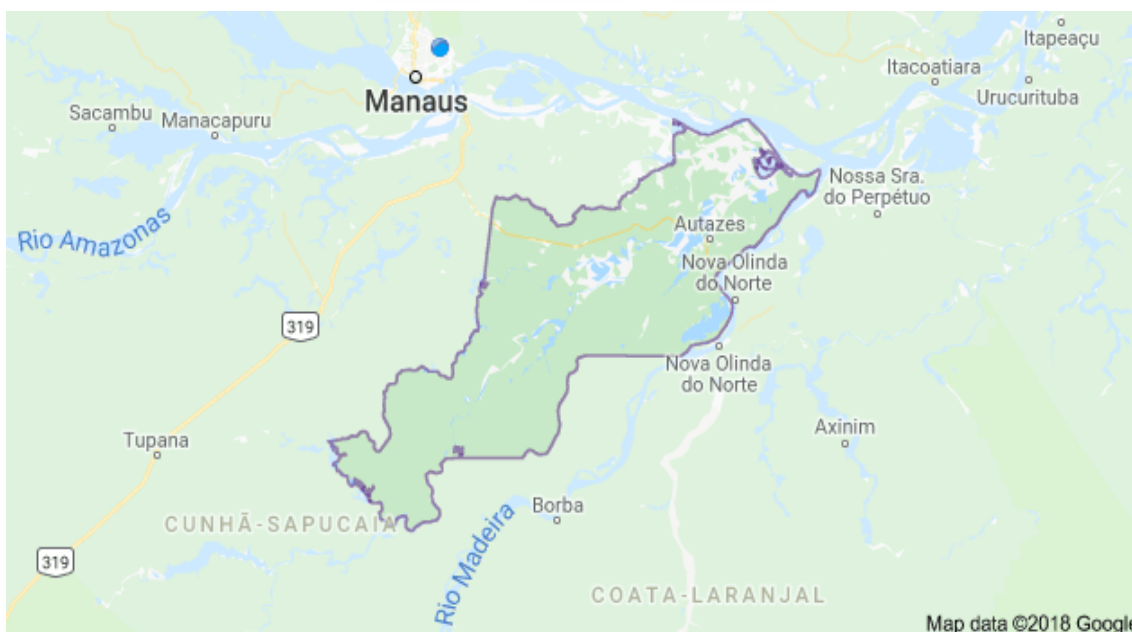 Itapeaçu
Itacoatiara
Urucurituba
Manaus
Sacambu
Manacapuru
Nossa Sra.
do Perpétuo
Rio Amazonas
Autazes
Nova Olinda
do Norte
319
Nova Olinda
do Norte
Tupana
Axinim
Borba
CUNHÃ-SAPUCAIA
319
Rio Madeira
COATA-LARANJAL
Map data ©2018 Google